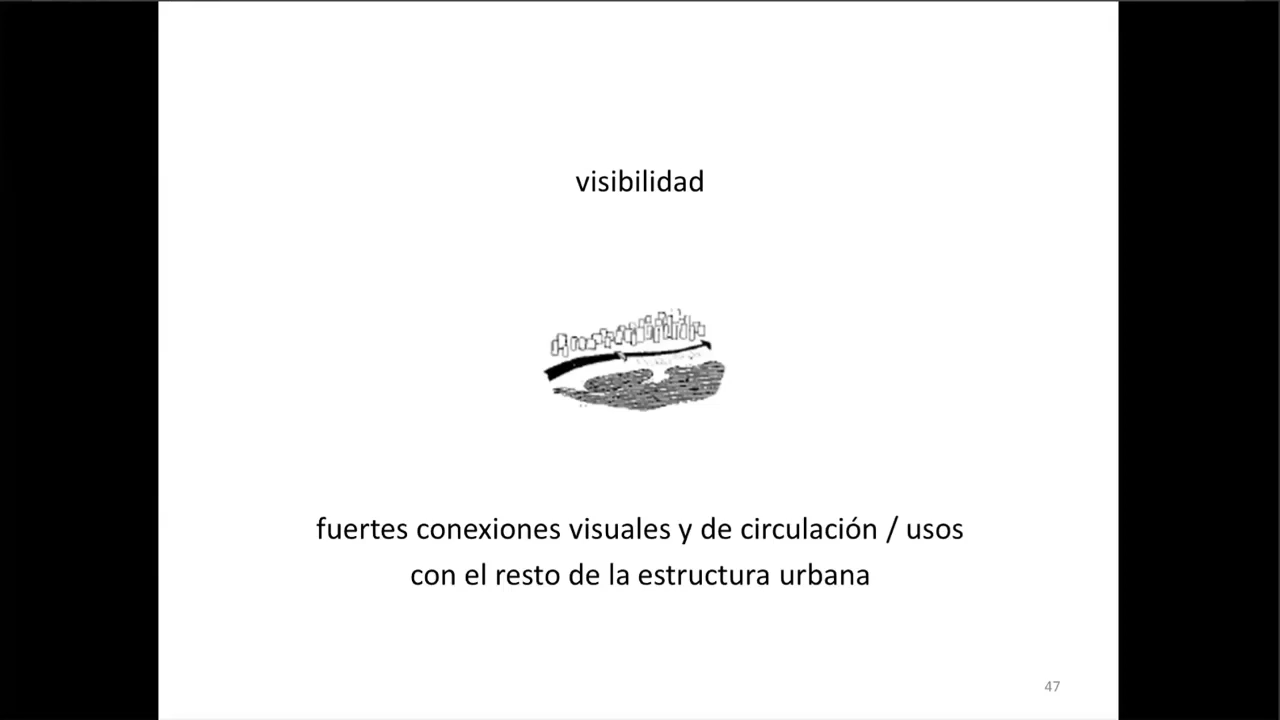 visibilidad
fuertes conexiones visuales y de circulación / usos
con el resto de la estructura urbana
47